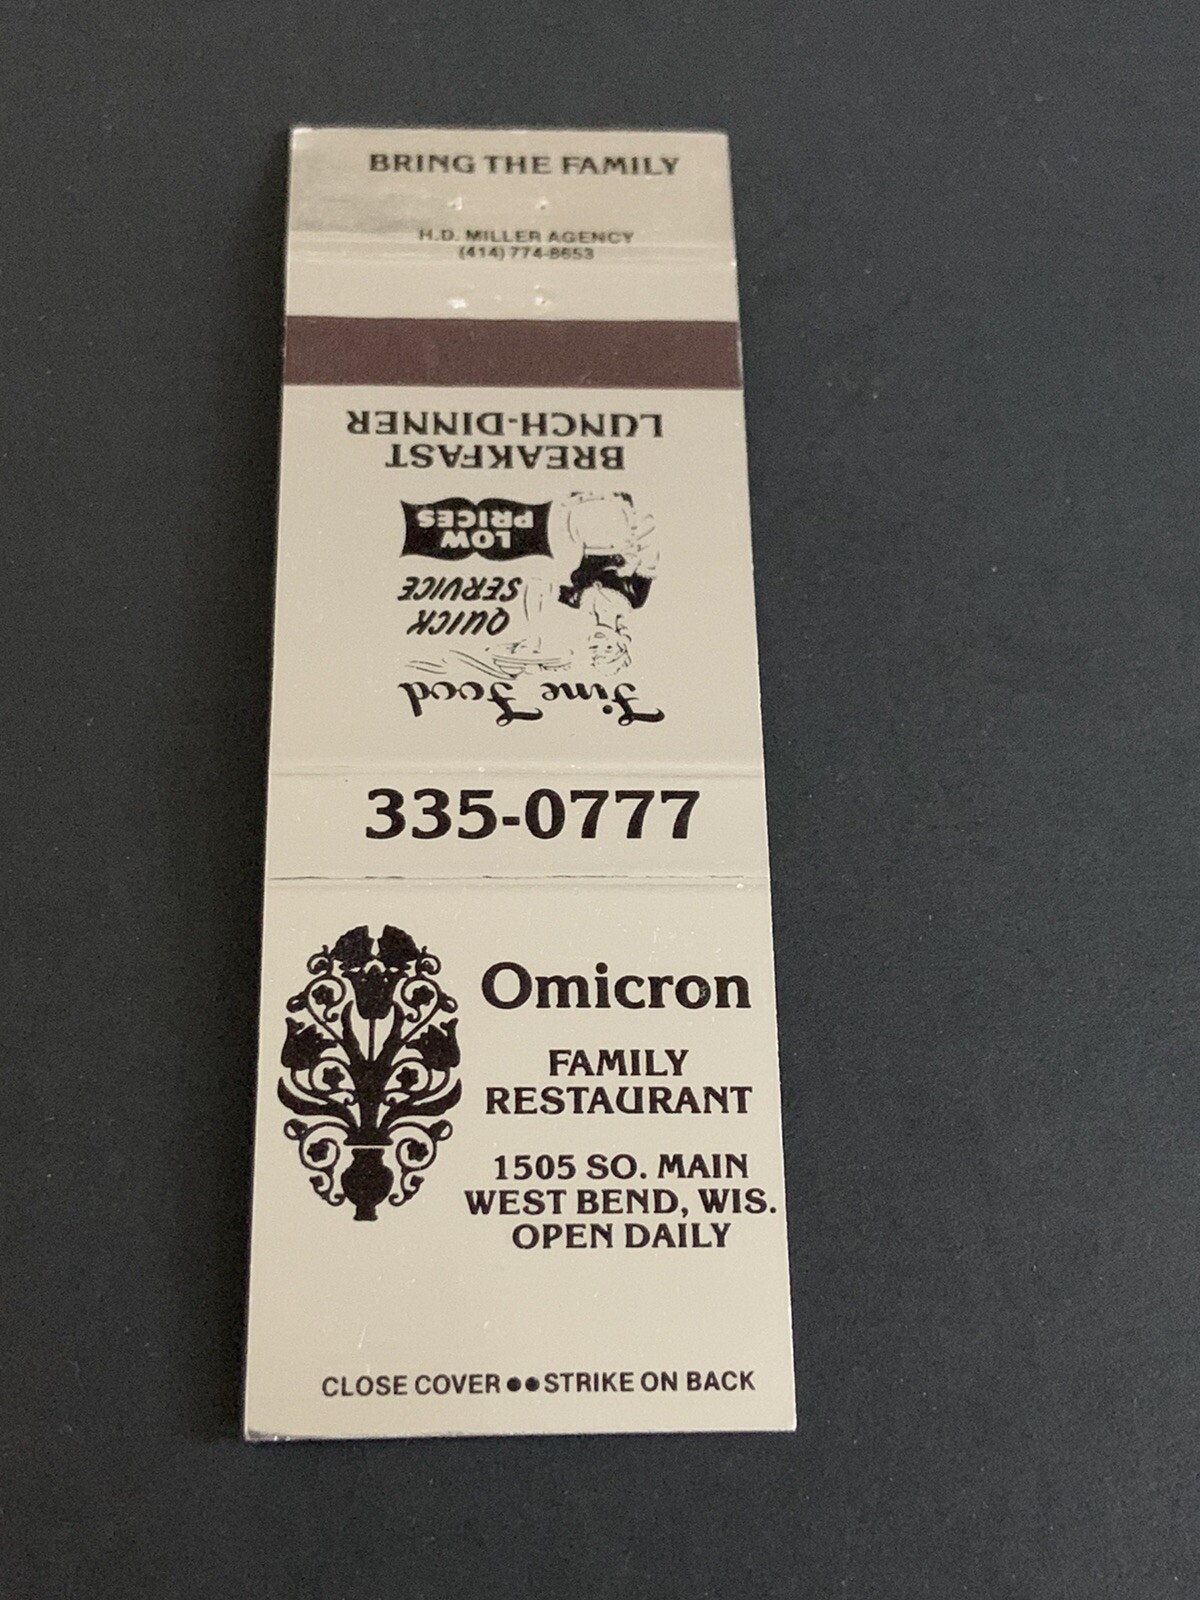 BRING THE FAMILY
H.D. MILLER AGENCY
(414) 774-8653
Fine Food
QUICK
SERVICE
LOW
PRICES
BREAKFAST
LUNCH-DINNER
335-0777
Omicron
FAMILY
RESTAURANT
1505 SO. MAIN
WEST BEND, WIS.
OPEN DAILY
CLOSE COVER●●STRIKE ON BACK